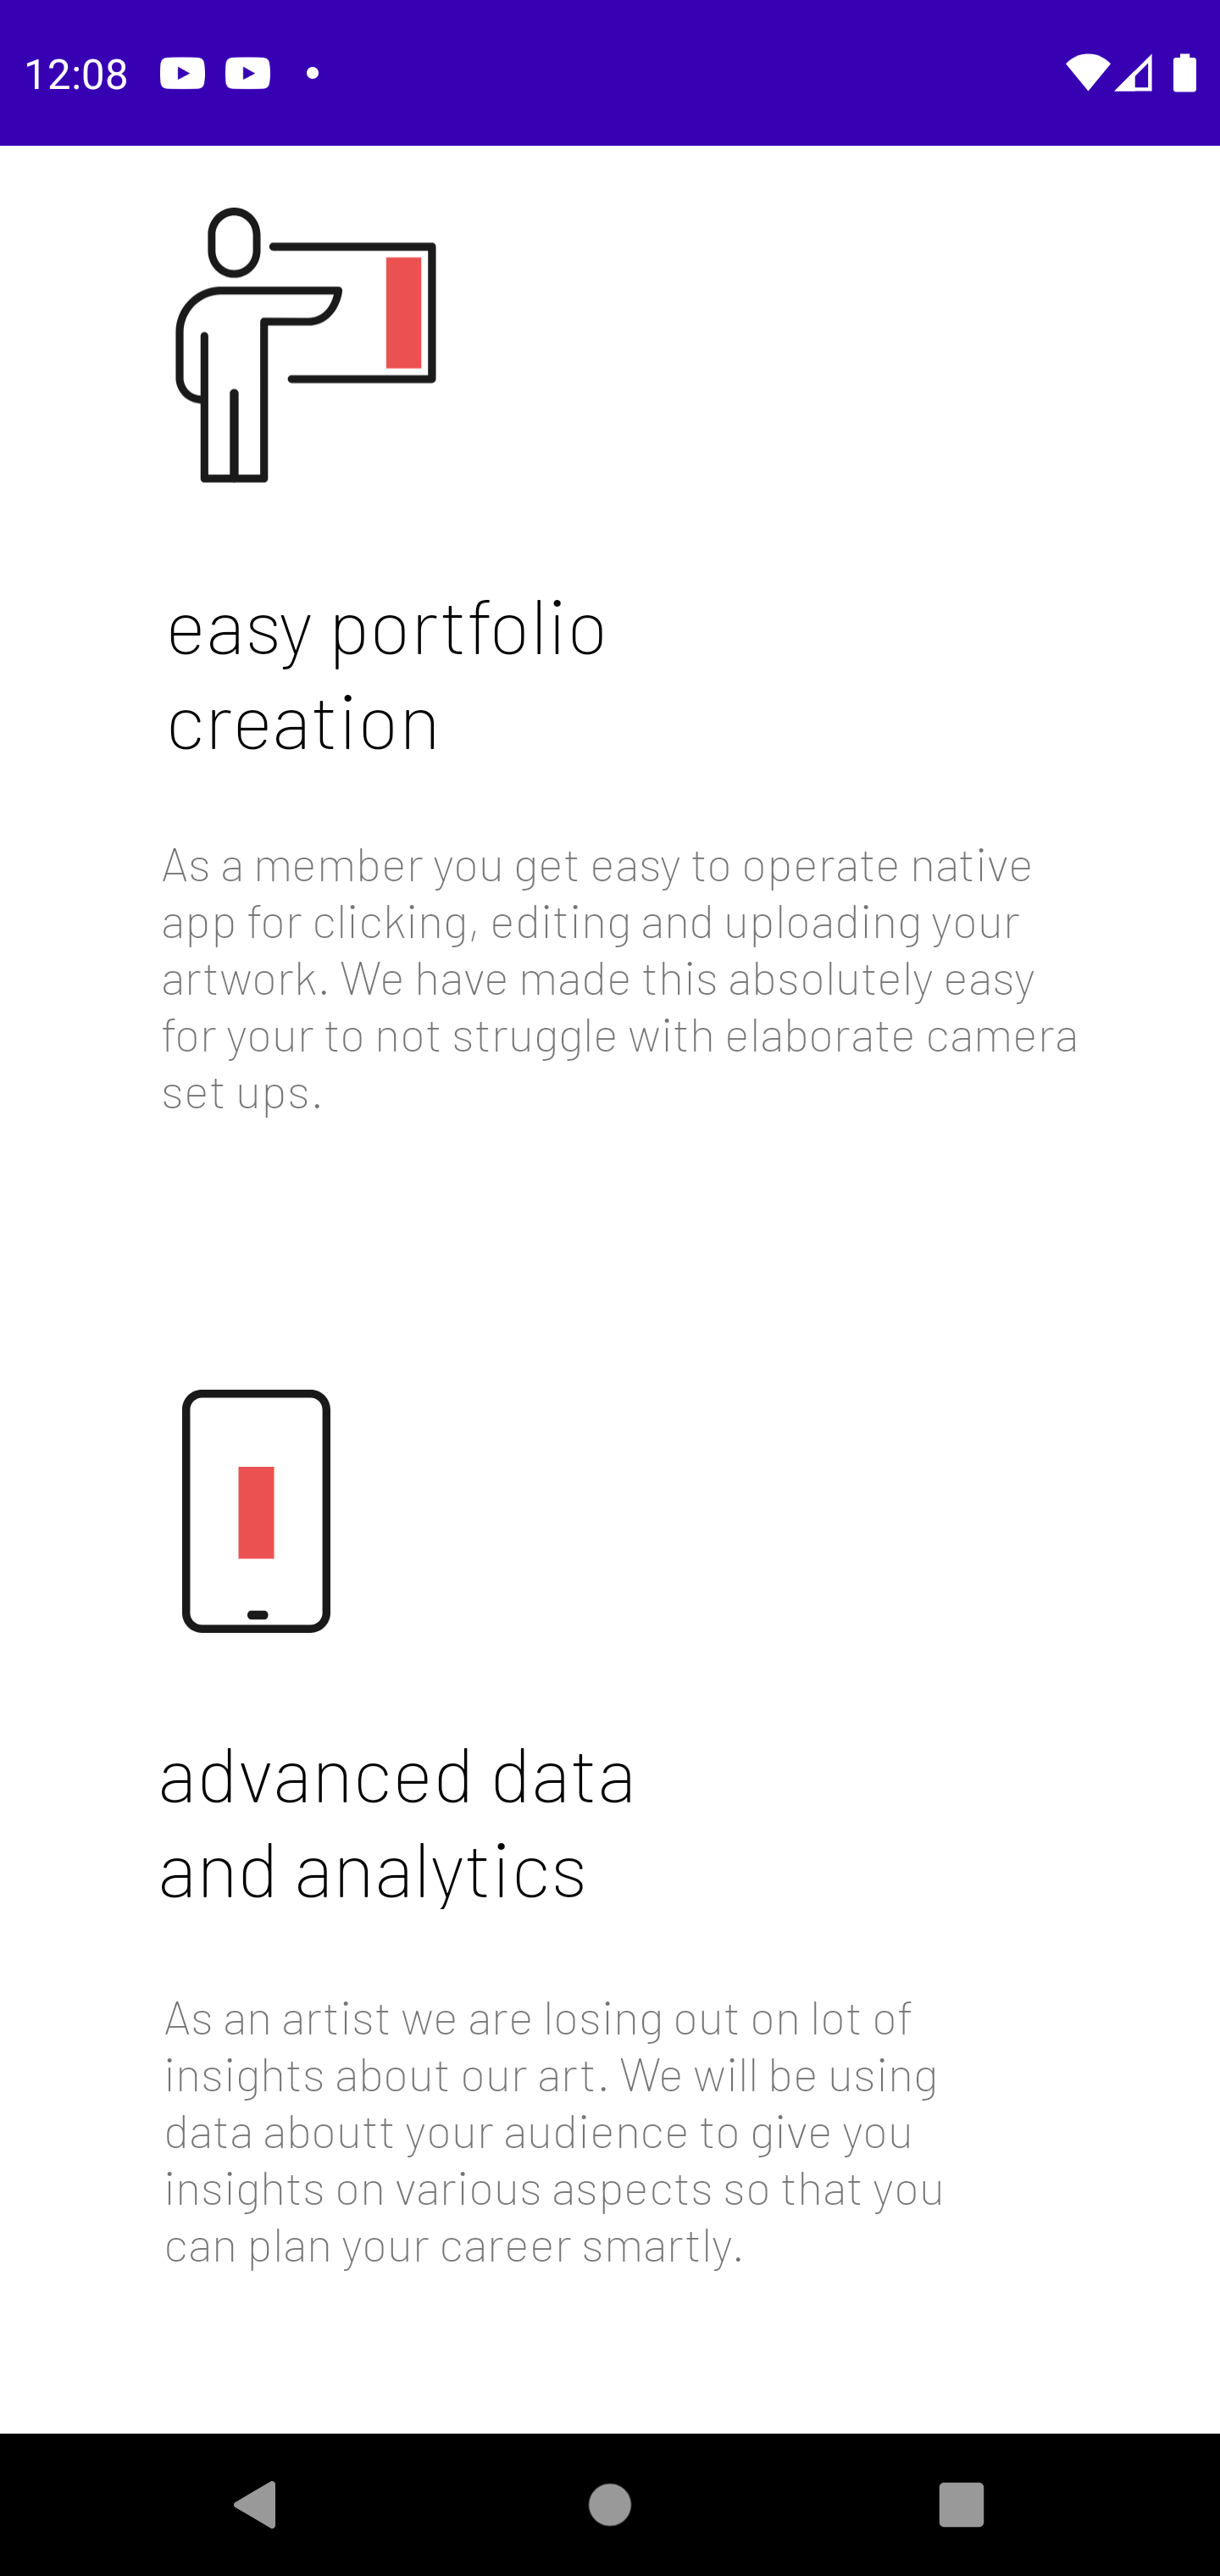 12:08
easy portfolio
creation
As a member you get easy to operate native
app for clicking, editing and uploading your
artwork. We have made this absolutely easy
for your to not struggle with elaborate camera
set ups.
advanced data
and analytics
As an artist we are losing out on lot of
insights about our art. We will be using
data aboutt your audience to give you
insights on various aspects so that you
can plan your career smartly.